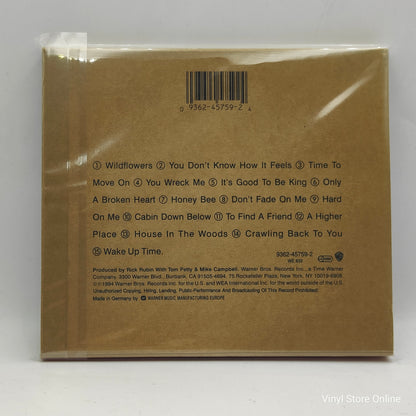 0 9362-45759-2 4
① Wildflowers ② You Don't Know How It Feels ③ Time To
Move On ④ You Wreck Me ⑤ It's Good To Be King ⑥ Only
A Broken Heart ⑦ Honey Bee ⑧ Don't Fade On Me ⑨ Hard
On Me ⑩ Cabin Down Below ⑪ To Find A Friend ⑫ A Higher
Place ⑬ House In The Woods ⑭ Crawling Back To You
⑮ Wake Up Time.
9362-45759-2
WE 833
Produced by Rick Rubin With Tom Petty & Mike Campbell. Warner Bros. Records Inc., a Time Warner
Company, 3300 Warner Blvd., Burbank, CA 91505-4694. 75 Rockefeller Plaza, New York, NY 10019-6908.
©℗1994 Warner Bros. Records Inc. for the U.S. and WEA International Inc. for the world outside of the U.S.
Unauthorized Copying, Hiring, Lending, Public-Performance And Broadcasting Of This Record Prohibited.
Made in Germany by WARNER MUSIC MANUFACTURING EUROPE
Vinyl Store Online